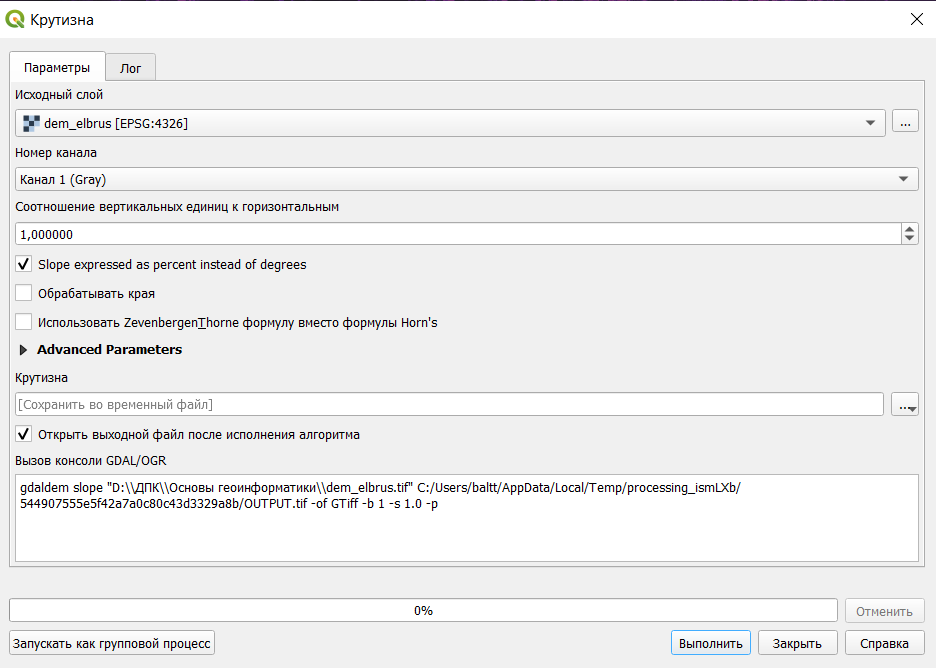 Крутизна
Параметры
Лог
Исходный слой
dem_elbrus [EPSG:4326]
...
Номер канала
Канал 1 (Gray)
Соотношение вертикальных единиц к горизонтальным
1,000000
Slope expressed as percent instead of degrees
Обрабатывать края
Использовать ZevenbergenThorne формулу вместо формулы Horn's
Advanced Parameters
Крутизна
[Сохранить во временный файл]
...
Открыть выходной файл после исполнения алгоритма
Вызов консоли GDAL/OGR
gdaldem slope "D:\\ДПК\\Основы геоинформатики\\dem_elbrus.tif" C:/Users/baltt/AppData/Local/Temp/processing_ismLXb/
544907555e5f42a7a0c80c43d3329a8b/OUTPUT.tif -of GTiff -b 1 -s 1.0 -p
0%
Отменить
Запускать как групповой процесс
Выполнить
Закрыть
Справка